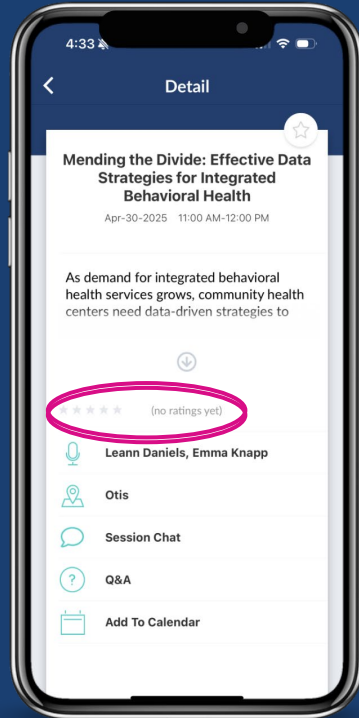 4:33
Detail
Mending the Divide: Effective Data
Strategies for Integrated
Behavioral Health
Apr-30-2025 11:00 AM-12:00 PM
As demand for integrated behavioral
health services grows, community health
centers need data-driven strategies to
(no ratings yet)
Leann Daniels, Emma Knapp
Otis
Session Chat
? Q&A
Add To Calendar